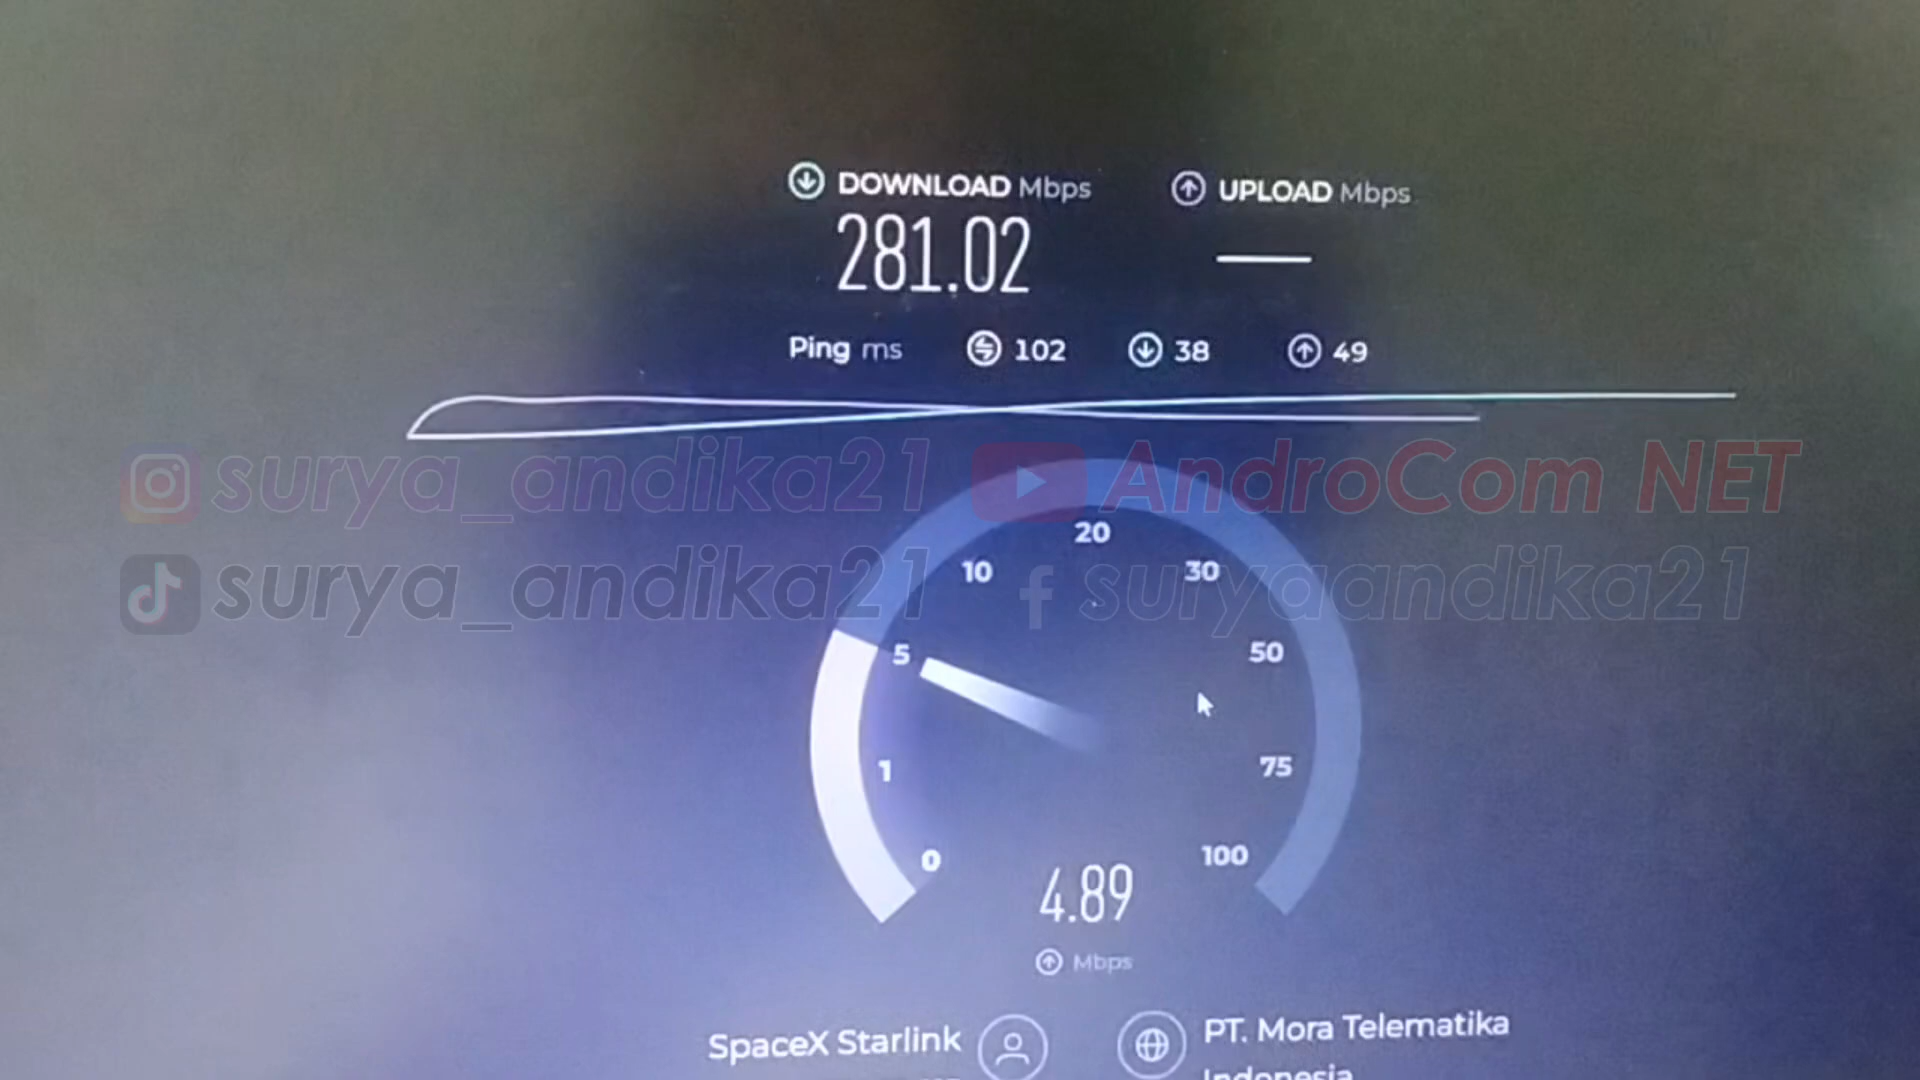 DOWNLOAD Mbps
281.02
UPLOAD Mbps
Ping ms 102 38 49
surya_andika21
AndroCom NET
surya_andika21
suryaandika21
0
1
5
10
20
30
50
75
100
4.89
Mbps
SpaceX Starlink
PT. Mora Telematika
Indonesia